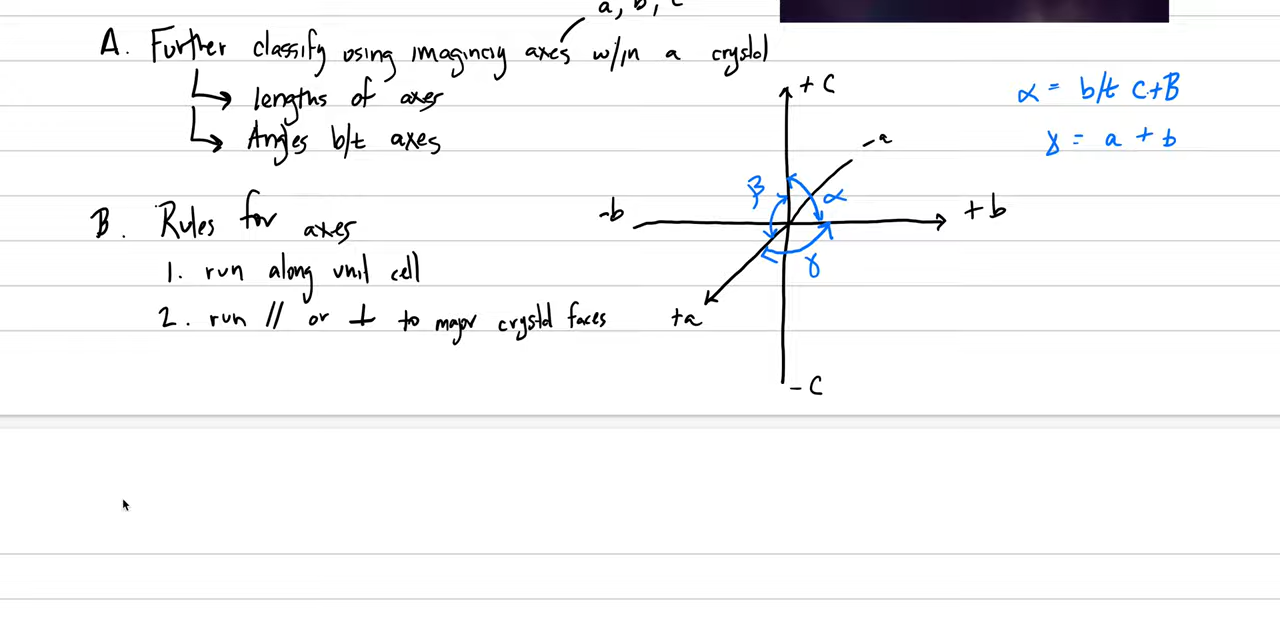 a, b, c
A. Further classify using imaginary axes w/in a crystal
lengths of axes
Angles b/t axes
B. Rules for axes
1. run along unit cell
2. run // or ⊥ to major crystal faces
+c
-a
β
α
-b
+b
γ
+a
-c
α = b/t c+B
γ = a + b